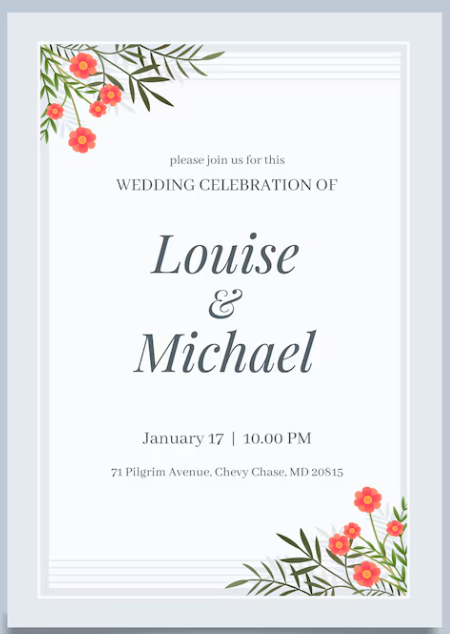 please join us for this
WEDDING CELEBRATION OF
Louise
&
Michael
January 17 | 10.00 PM
71 Pilgrim Avenue, Chevy Chase, MD 20815